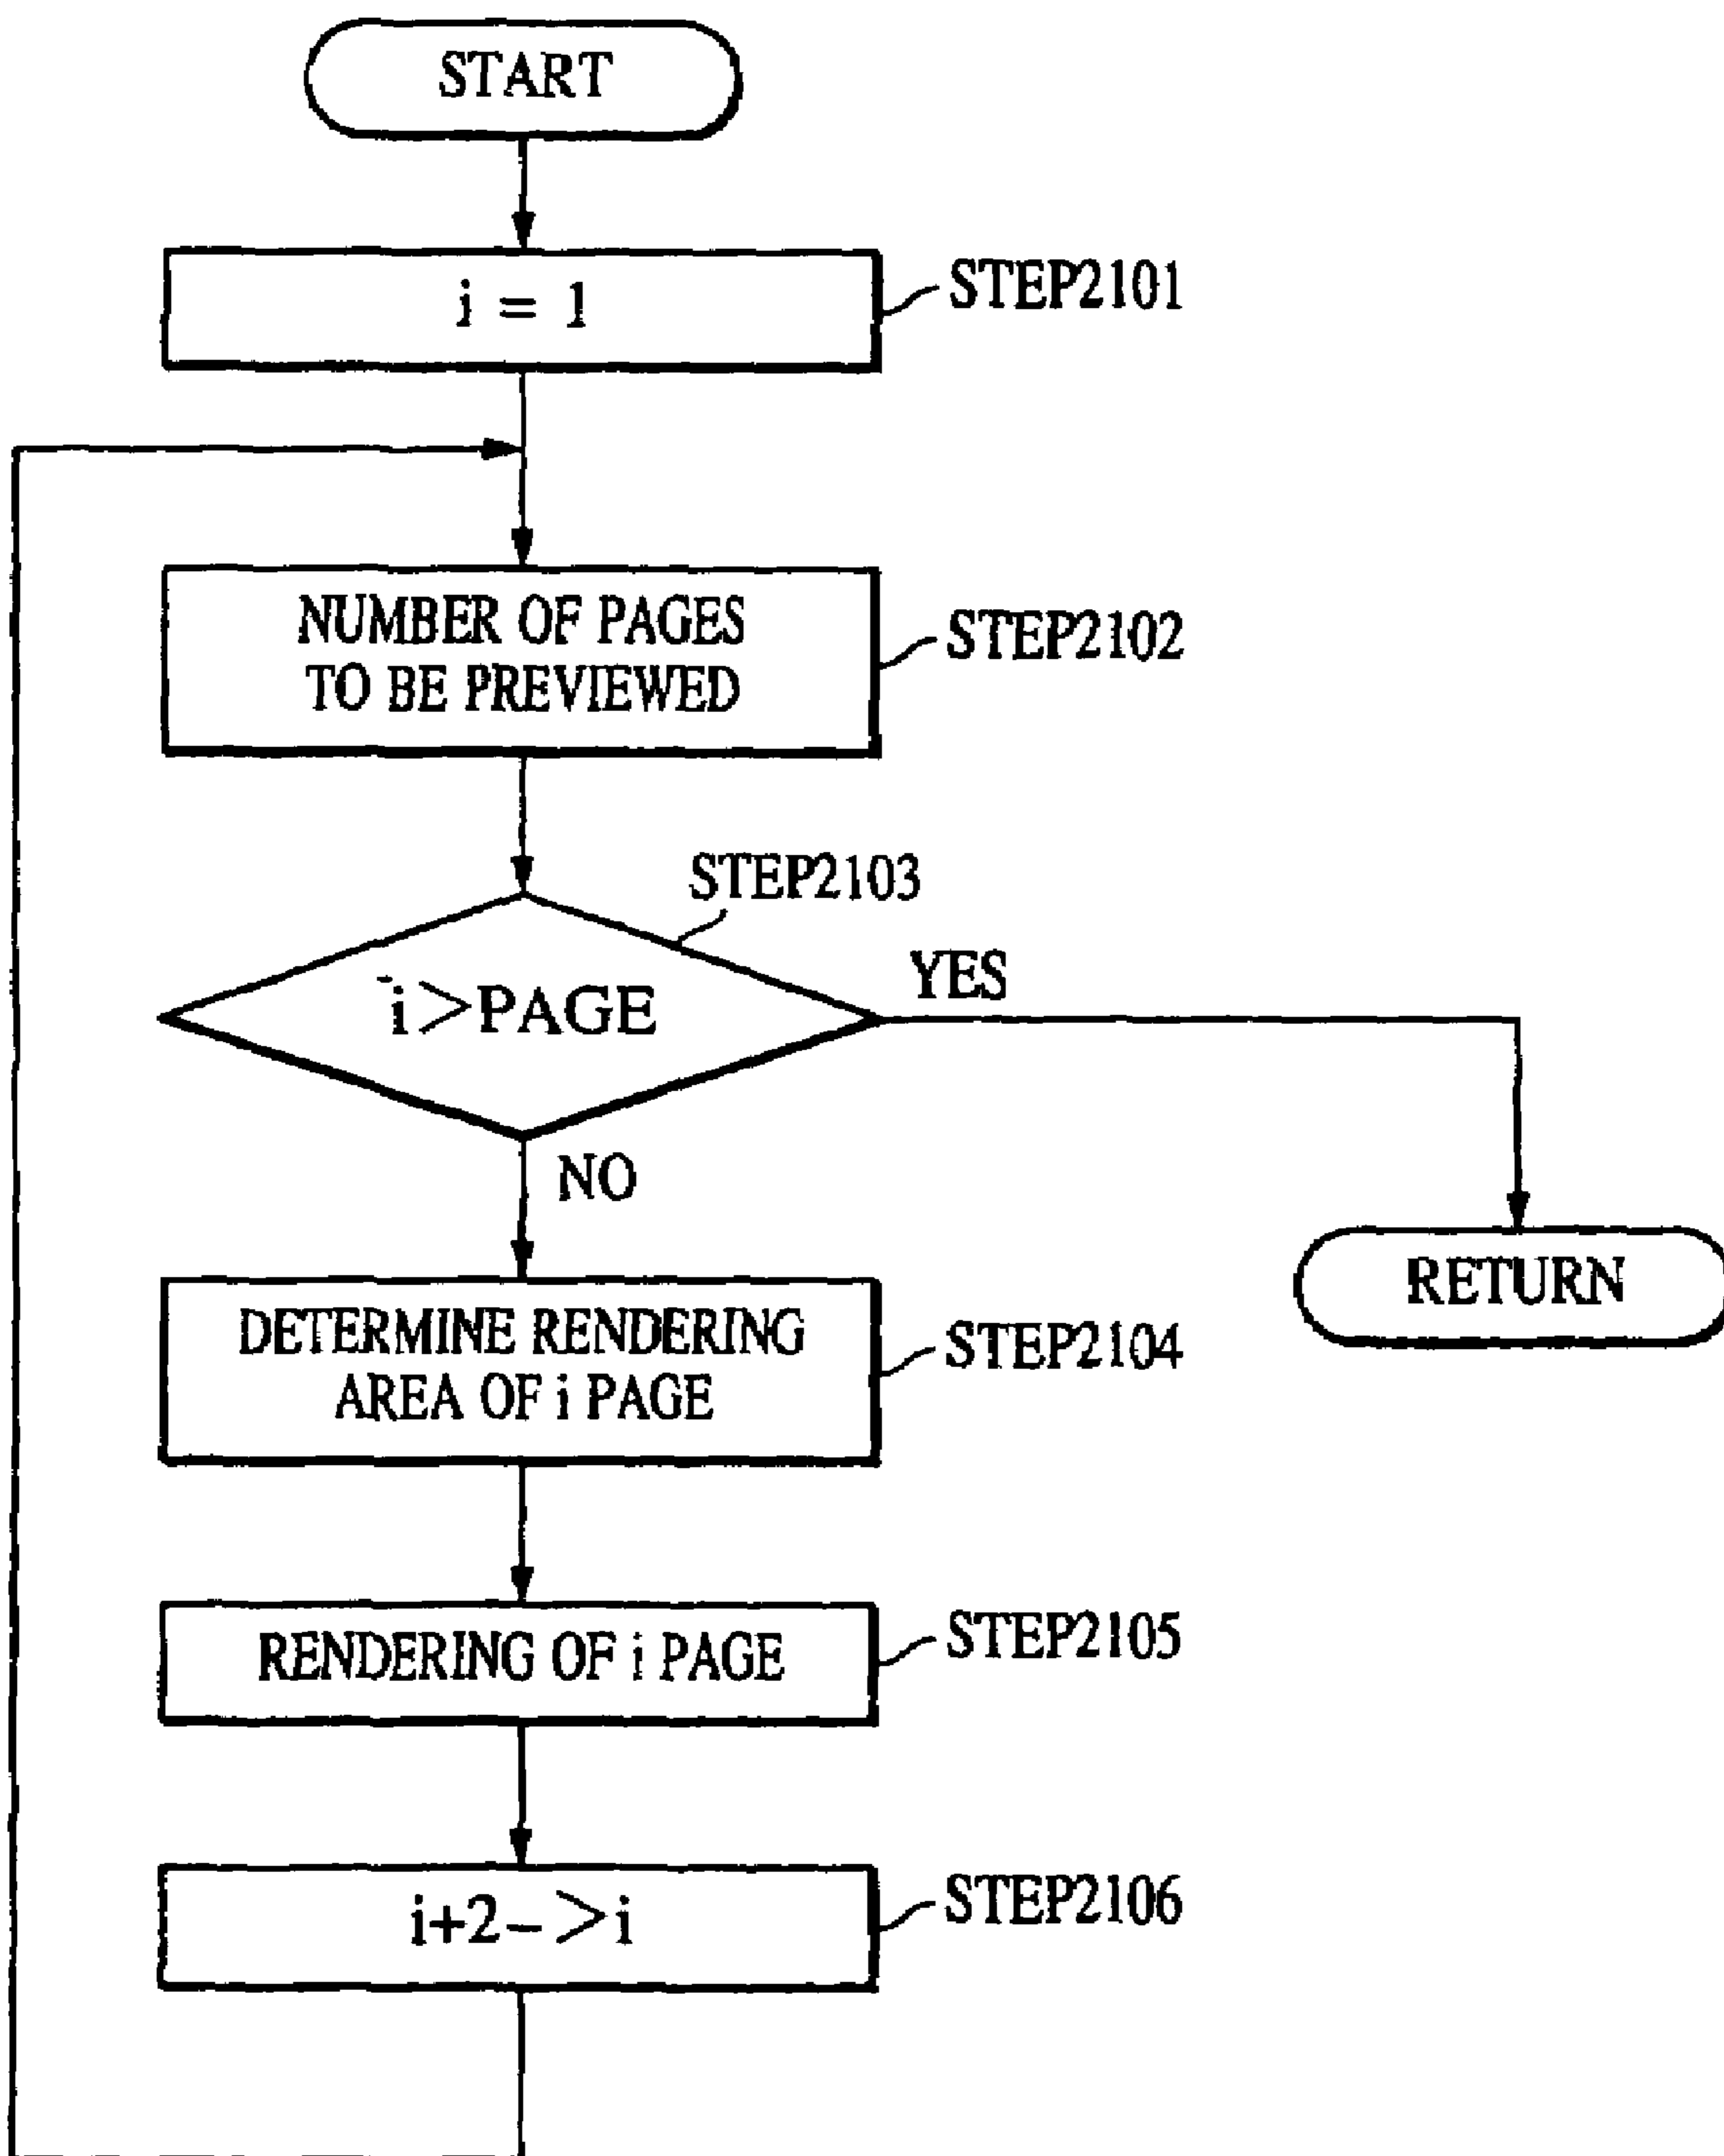 START
i = 1
STEP2101
NUMBER OF PAGES
TO BE PREVIEWED
STEP2102
STEP2103
i>PAGE
YES
NO
DETERMINE RENDERING
AREA OF i PAGE
STEP2104
RETURN
RENDERING OF i PAGE
STEP2105
i+2->i
STEP2106